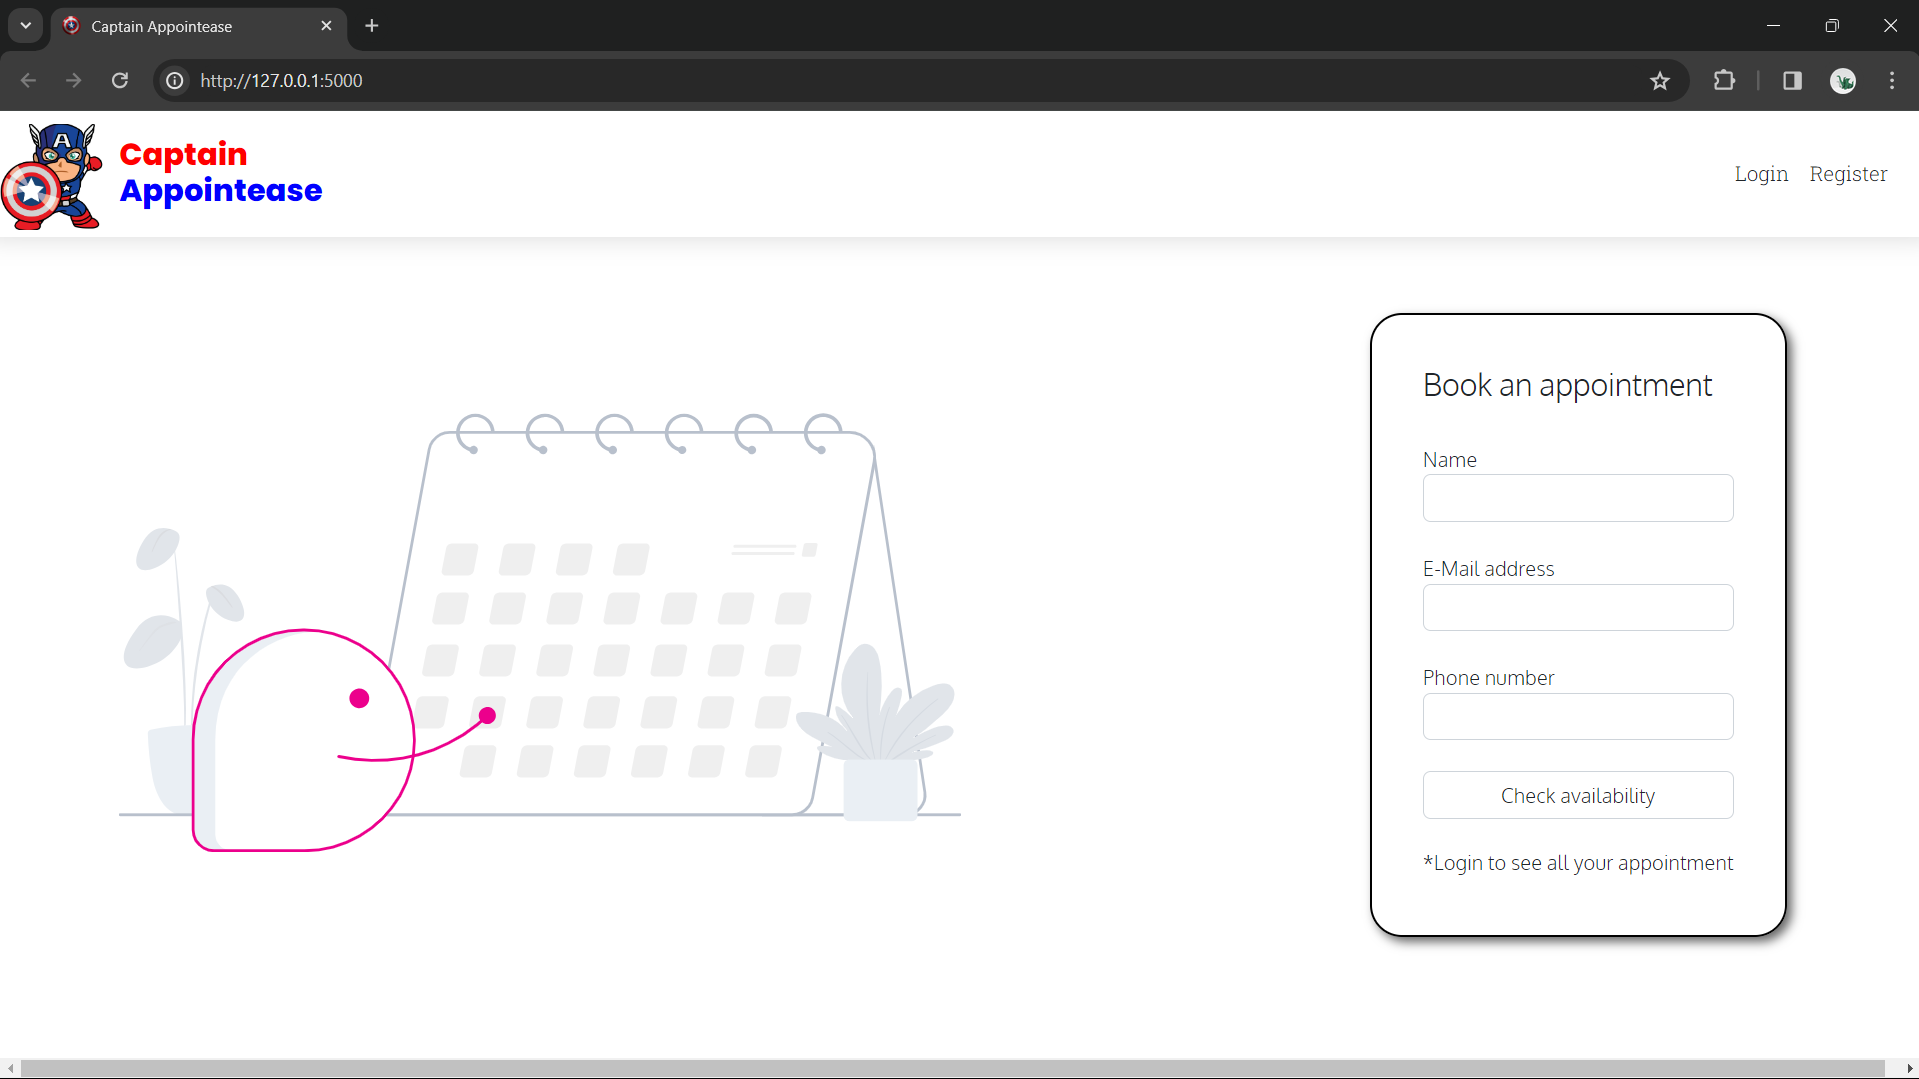 Captain Appointease
http://127.0.0.1:5000
A
Captain
Appointease
Login Register
Book an appointment
Name
E-Mail address
Phone number
Check availability
*Login to see all your appointment